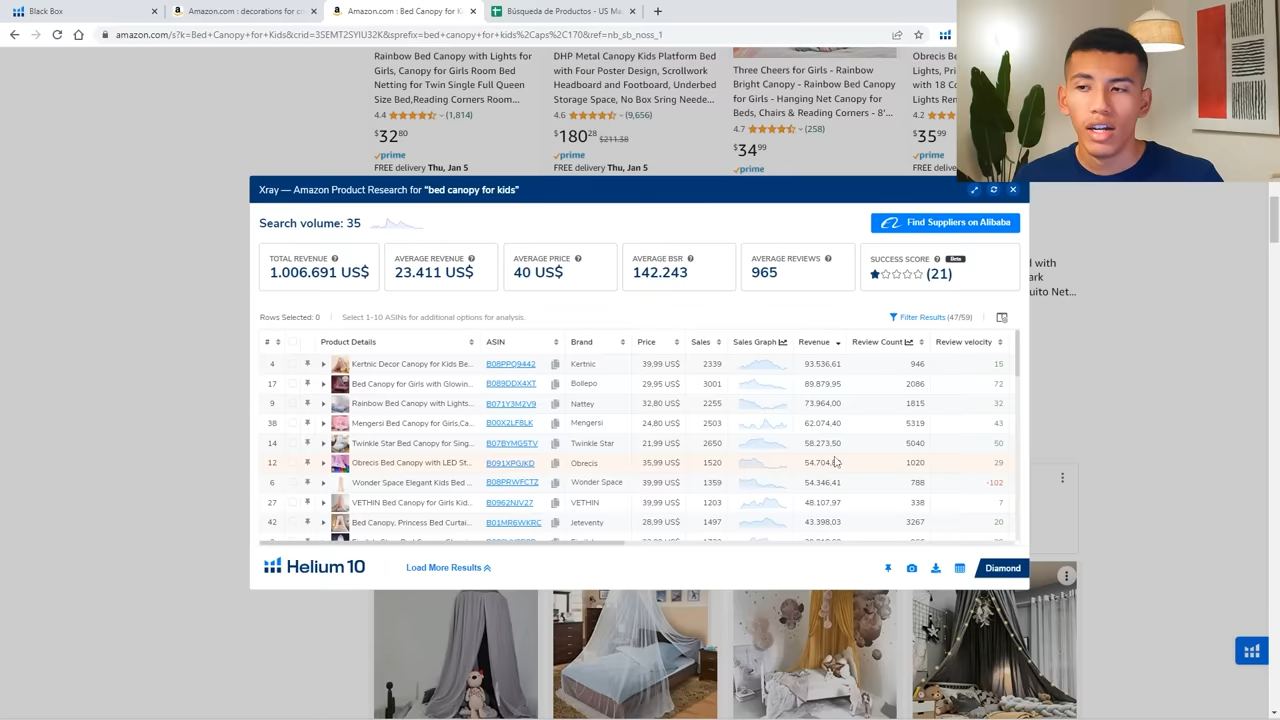 Black Box
Amazon.com : decorations for cr
Amazon.com : Bed Canopy for Ki
Búsqueda de Productos - US Ma
amazon.com/s?k=Bed+Canopy+for+Kids&crid=3SEMT2SYIU32K&sprefix=bed+canopy+for+kids%2Caps%2C170&ref=nb_sb_noss_1
Rainbow Bed Canopy with Lights for
Girls, Canopy for Girls Room Bed
Netting for Twin Single Full Queen
Size Bed,Reading Corners Room…
4.4 (1,814)
$32 80
prime
FREE delivery Thu, Jan 5
DHP Metal Canopy Kids Platform Bed
with Four Poster Design, Scrollwork
Headboard and Footboard, Underbed
Storage Space, No Box Sring Neede…
4.6 (9,656)
$180 28 $211.38
prime
FREE delivery Thu, Jan 5
Three Cheers for Girls - Rainbow
Bright Canopy - Rainbow Bed Canopy
for Girls - Hanging Net Canopy for
Beds, Chairs & Reading Corners - 8'…
4.7 (258)
$34 99
prime
Obrecis Bed
Lights, Pri
with 18 Co
Lights Rem
4.2
$35 99
prime
FREE delive
l with
ark
uito Net…
Xray — Amazon Product Research for "bed canopy for kids"
Search volume: 35
Find Suppliers on Alibaba
TOTAL REVENUE
1.006.691 US$
AVERAGE REVENUE
23.411 US$
AVERAGE PRICE
40 US$
AVERAGE BSR
142.243
AVERAGE REVIEWS
965
SUCCESS SCORE Beta
(21)
Rows Selected: 0 Select 1-10 ASINs for additional options for analysis.
Filter Results (47/59)
# Product Details ASIN Brand Price Sales Sales Graph Revenue Review Count Review velocity
4 Kertnic Decor Canopy for Kids Be... B08PPQ9442 Kertnic 39,99 US$ 2339 93.536,61 946 15
17 Bed Canopy for Girls with Glowin... B089DDX4XT Bollepo 29,95 US$ 3001 89.879,95 2086 72
9 Rainbow Bed Canopy with Lights... B071Y3M2V9 Nattey 32,80 US$ 2255 73.964,00 1815 32
38 Mengersi Bed Canopy for Girls,Ca... B00X2LF8LK Mengersi 24,80 US$ 2503 62.074,40 5319 43
14 Twinkle Star Bed Canopy for Sing... B07BYMG5TV Twinkle Star 21,99 US$ 2650 58.273,50 5040 50
12 Obrecis Bed Canopy with LED St... B091XPGJKD Obrecis 35,99 US$ 1520 1020 29
6 Wonder Space Elegant Kids Bed ... B08PRWFCTZ Wonder Space 39,99 US$ 1359 54.346,41 788 -102
27 VETHIN Bed Canopy for Girls Kid... B0962NJV27 VETHIN 39,99 US$ 1203 48.107,97 338 7
42 Bed Canopy, Princess Bed Curtai... B01MR6WKRC Jeteventy 28,99 US$ 1497 43.398,03 3267 20
Helium 10
Load More Results
Diamond